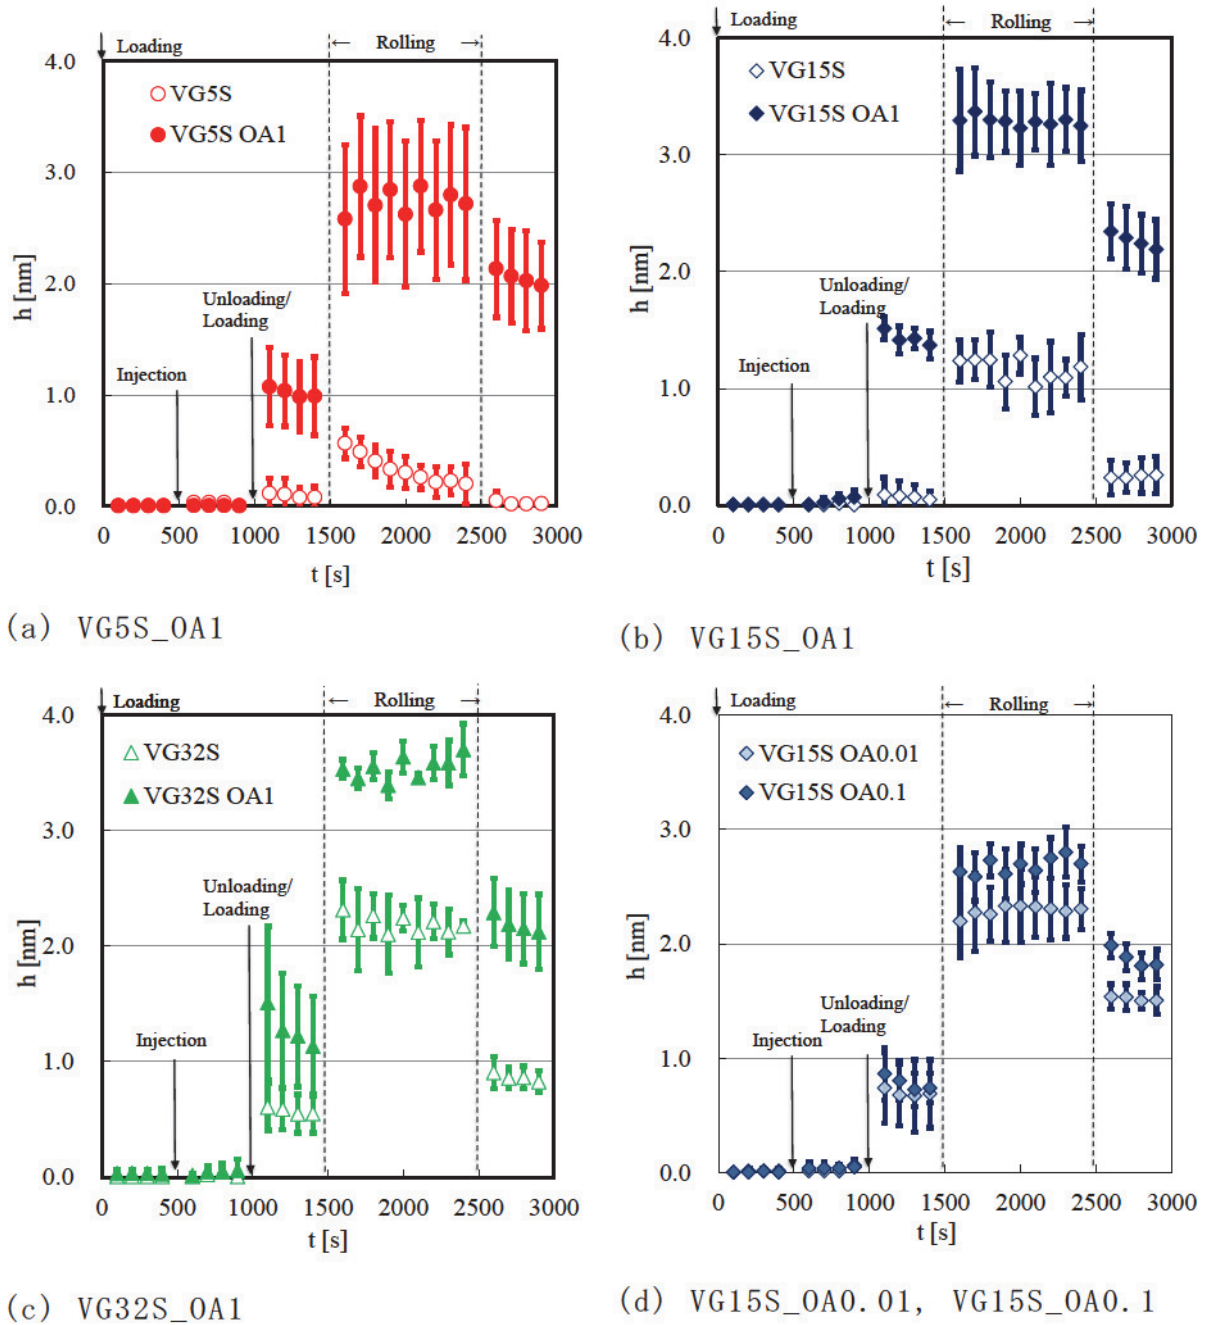 Loading
← Rolling →
4.0
VG5S
VG5S OA1
3.0
h [nm]
2.0
Unloading/
Loading
Injection
1.0
0.0
0 500 1000 1500 2000 2500 3000
t [s]
(a) VG5S_OA1
Loading
← Rolling →
4.0
VG15S
VG15S OA1
3.0
h [nm]
2.0
Unloading/
Loading
Injection
1.0
0.0
0 500 1000 1500 2000 2500 3000
t [s]
(b) VG15S_OA1
Loading
← Rolling →
4.0
VG32S
VG32S OA1
3.0
Unloading/
Loading
h [nm]
2.0
Injection
1.0
0.0
0 500 1000 1500 2000 2500 3000
t [s]
(c) VG32S_OA1
Loading
← Rolling →
4.0
VG15S OA0.01
VG15S OA0.1
3.0
h [nm]
2.0
Unloading/
Loading
Injection
1.0
0.0
0 500 1000 1500 2000 2500 3000
t [s]
(d) VG15S_OA0.01, VG15S_OA0.1